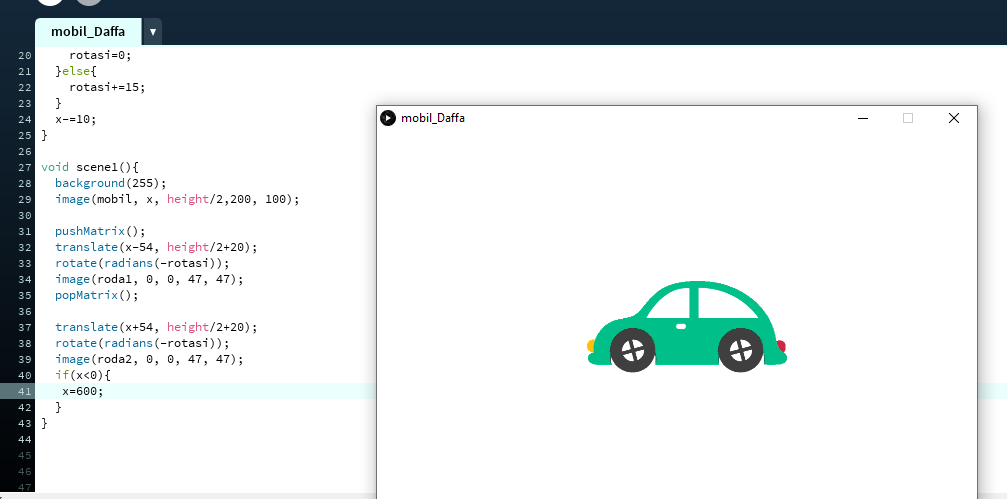 mobil_Daffa ▼
20 rotasi=0;
21 }else{
22 rotasi+=15;
23 }
24 x-=10;
25 }
26
27 void scene1(){
28 background(255);
29 image(mobil, x, height/2,200, 100);
30
31 pushMatrix();
32 translate(x-54, height/2+20);
33 rotate(radians(-rotasi));
34 image(roda1, 0, 0, 47, 47);
35 popMatrix();
36
37 translate(x+54, height/2+20);
38 rotate(radians(-rotasi));
39 image(roda2, 0, 0, 47, 47);
40 if(x<0){
41 x=600;
42 }
43 }
44
45
46
47
mobil_Daffa